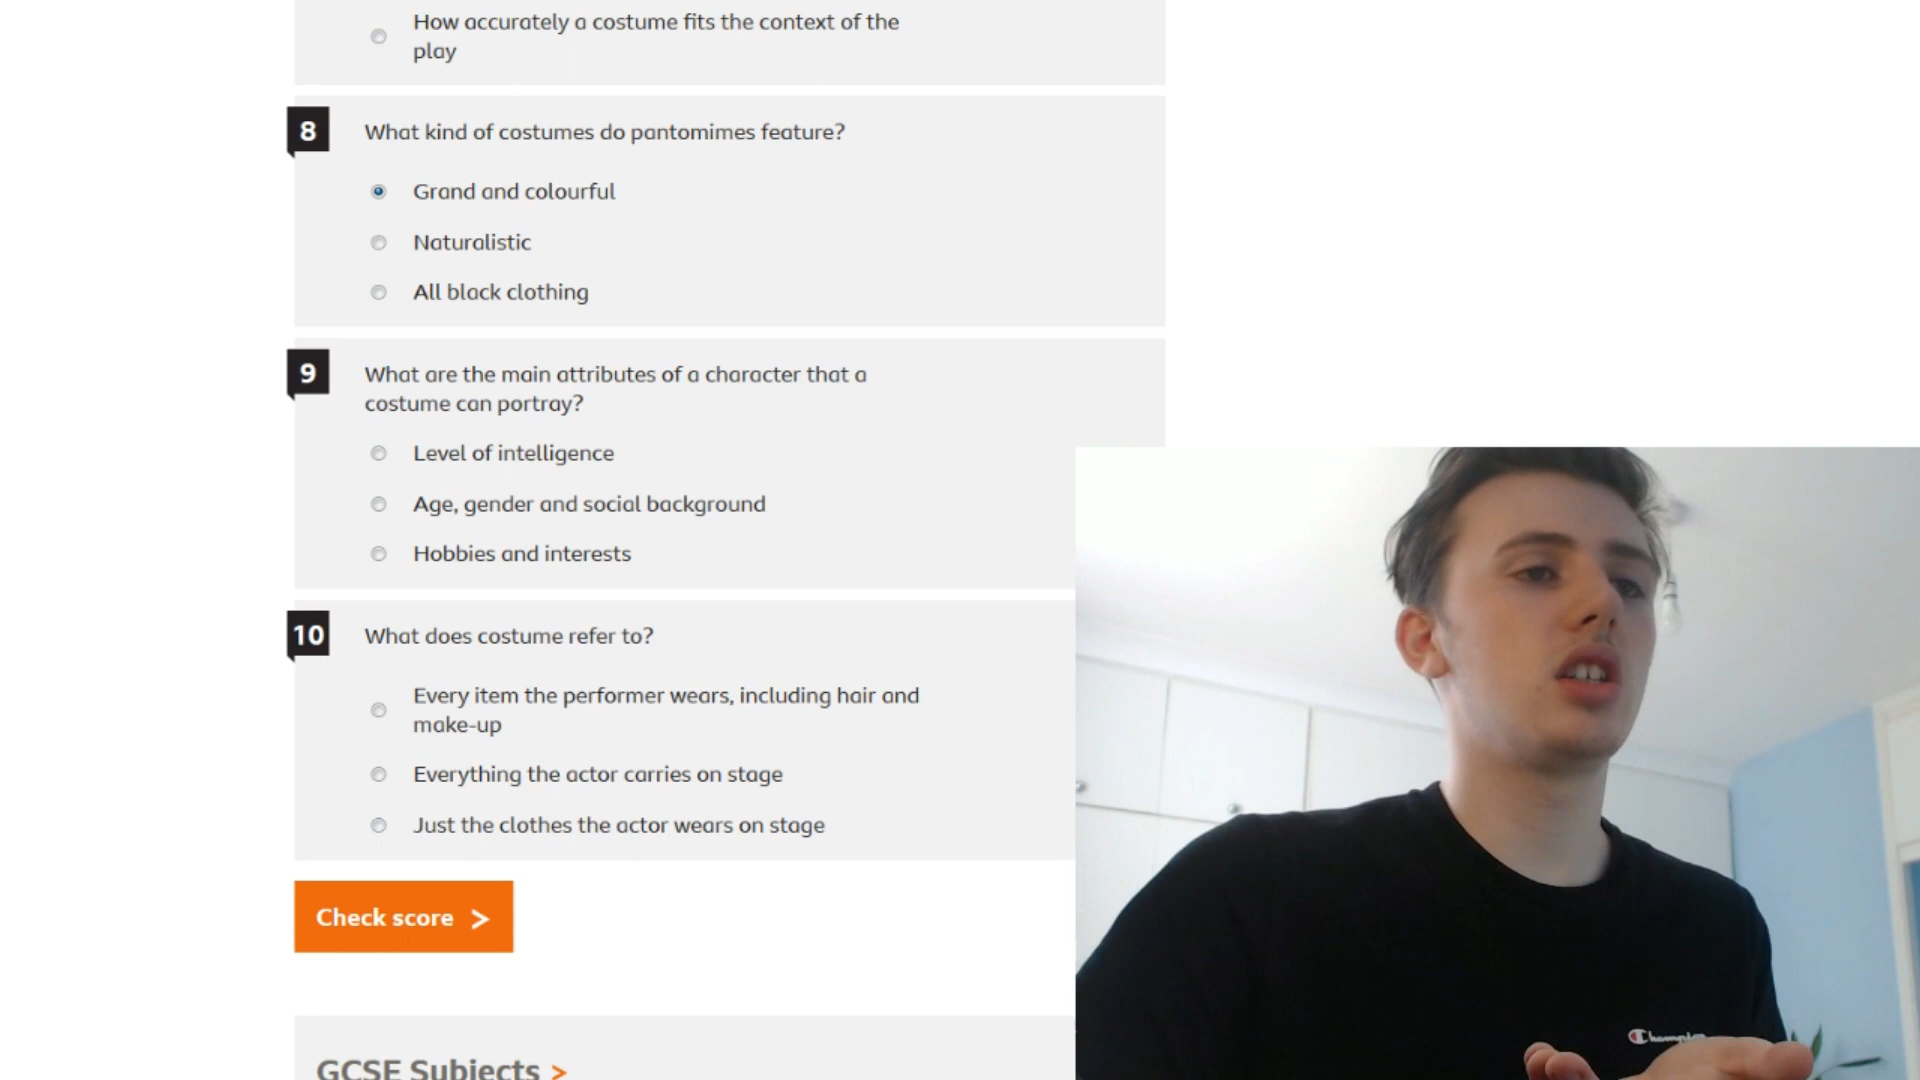 How accurately a costume fits the context of the
play
8
What kind of costumes do pantomimes feature?
Grand and colourful
Naturalistic
All black clothing
9
What are the main attributes of a character that a
costume can portray?
Level of intelligence
Age, gender and social background
Hobbies and interests
10
What does costume refer to?
Every item the performer wears, including hair and
make-up
Everything the actor carries on stage
Just the clothes the actor wears on stage
Check score >
GCSE Subjects >
Champion